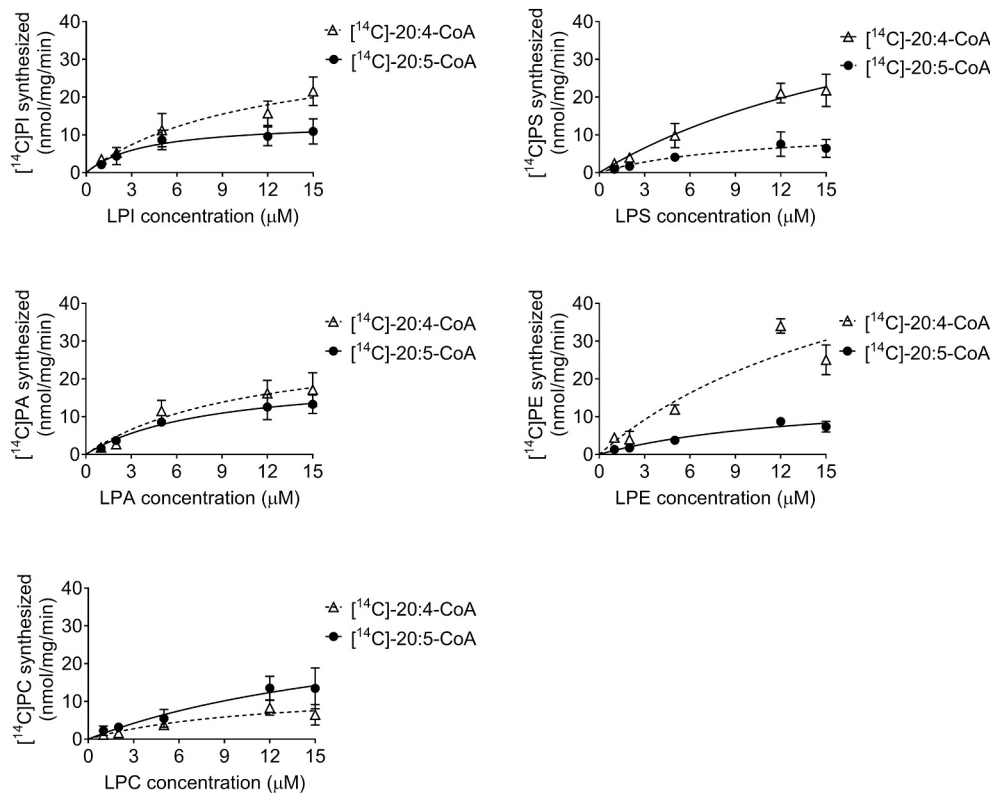 [¹⁴C]PI synthesized
(nmol/mg/min)
40
30
20
10
0
0 3 6 9 12 15
LPI concentration (μM)
[¹⁴C]-20:4-CoA
[¹⁴C]-20:5-CoA
[¹⁴C]PS synthesized
(nmol/mg/min)
40
30
20
10
0
0 3 6 9 12 15
LPS concentration (μM)
[¹⁴C]-20:4-CoA
[¹⁴C]-20:5-CoA
[¹⁴C]PA synthesized
(nmol/mg/min)
40
30
20
10
0
0 3 6 9 12 15
LPA concentration (μM)
[¹⁴C]-20:4-CoA
[¹⁴C]-20:5-CoA
[¹⁴C]PE synthesized
(nmol/mg/min)
40
30
20
10
0
0 3 6 9 12 15
LPE concentration (μM)
[¹⁴C]-20:4-CoA
[¹⁴C]-20:5-CoA
[¹⁴C]PC synthesized
(nmol/mg/min)
40
30
20
10
0
0 3 6 9 12 15
LPC concentration (μM)
[¹⁴C]-20:4-CoA
[¹⁴C]-20:5-CoA